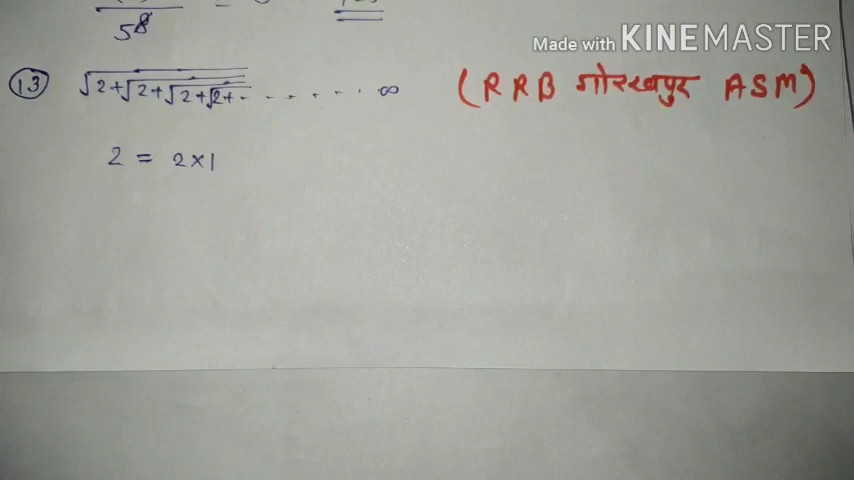 5⁸
Made with KINEMASTER
13 √2+√2+√2+√2+ ....... ∞ (RRB गोरखपुर ASM)
2 = 2×1